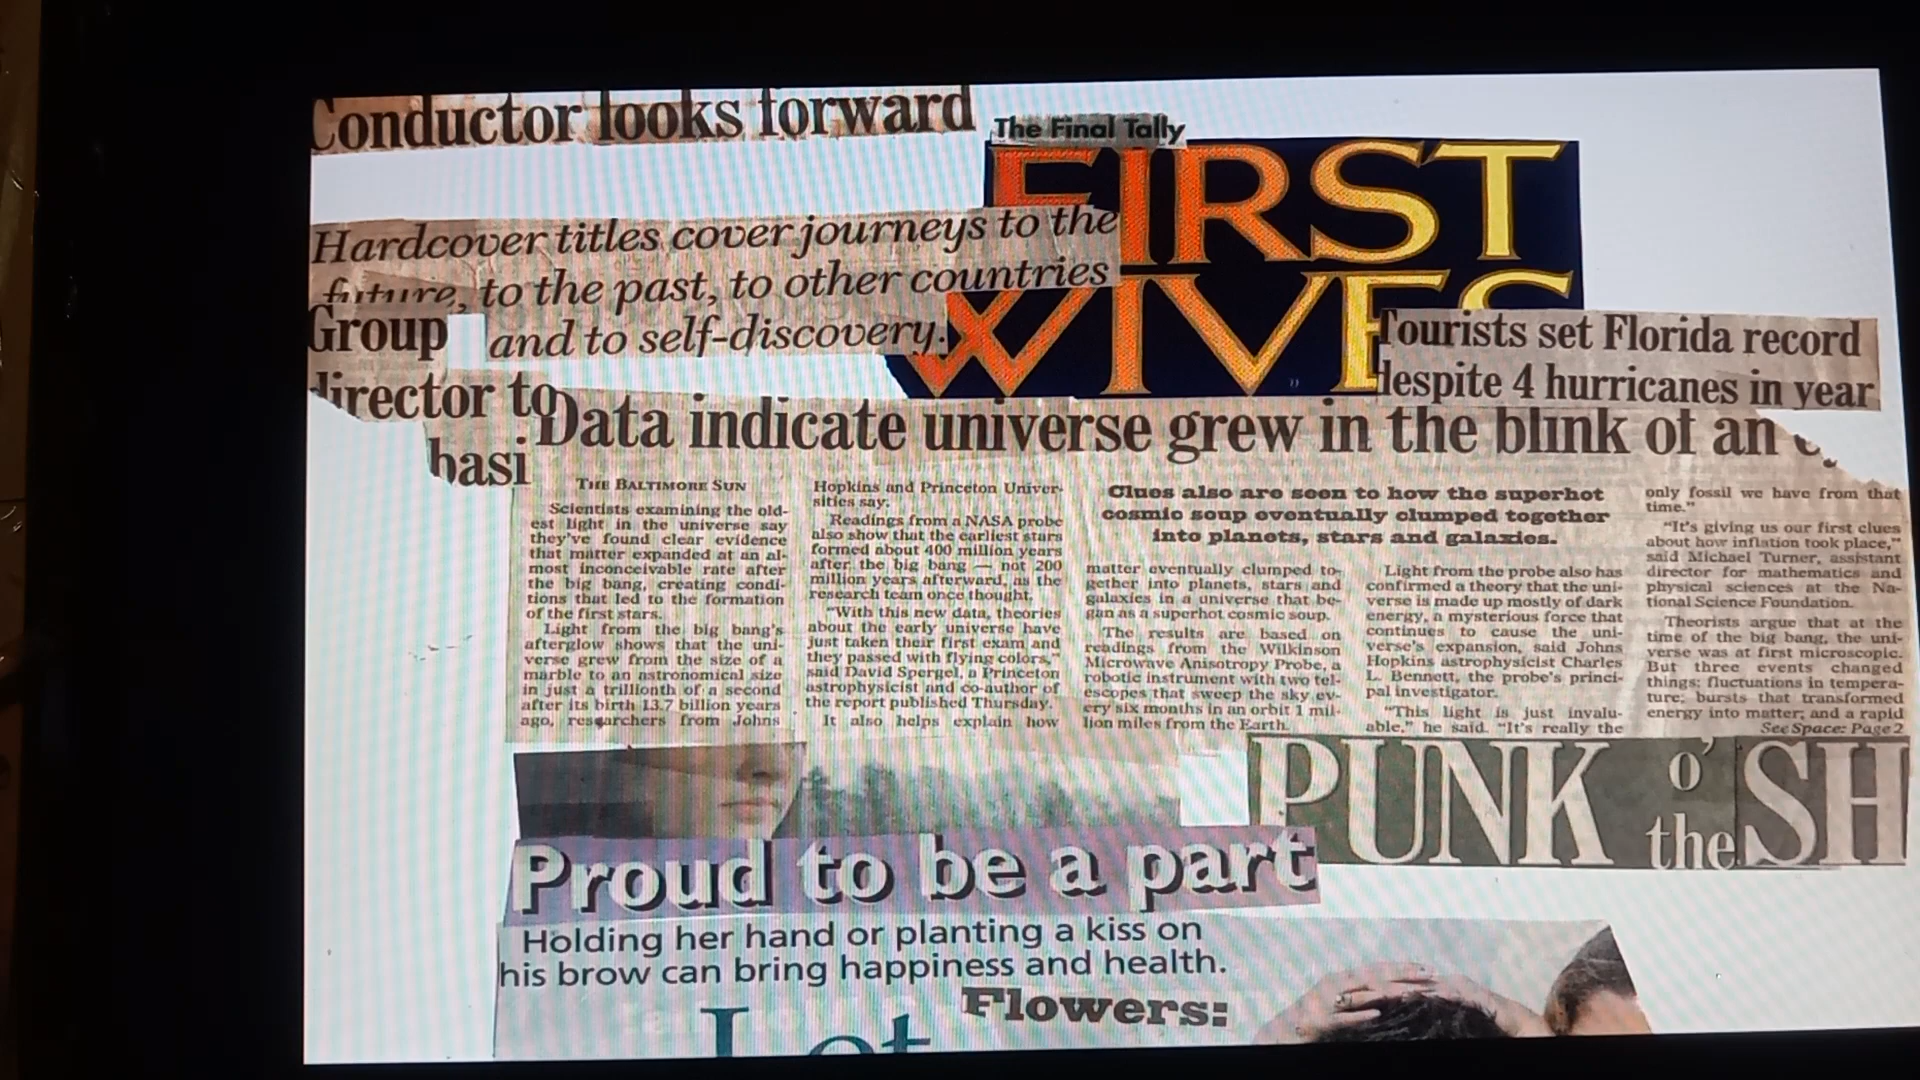 Conductor looks forward
The Final Tally
FIRST
WIVES
Hardcover titles cover journeys to the
future, to the past, to other countries
and to self-discovery.
Group
director to
basi
Tourists set Florida record
despite 4 hurricanes in year
Data indicate universe grew in the blink of an
THE BALTIMORE SUN
Scientists examining the old-
est light in the universe say
they've found clear evidence
that matter expanded at an al-
most inconceivable rate after
the big bang, creating condi-
tions that led to the formation
of the first stars.
Light from the big bang's
afterglow shows that the uni-
verse grew from the size of a
marble to an astronomical size
in just a trillionth of a second
after its birth 13.7 billion years
ago, researchers from Johns
Hopkins and Princeton Univer-
sities say.
Readings from a NASA probe
also show that the earliest stars
formed about 400 million years
after the big bang — not 200
million years afterward, as the
research team once thought.
"With this new data, theories
about the early universe have
just taken their first exam and
they passed with flying colors,"
said David Spergel, a Princeton
astrophysicist and co-author of
the report published Thursday.
It also helps explain how
Clues also are seen to how the superhot
cosmic soup eventually clumped together
into planets, stars and galaxies.
matter eventually clumped to-
gether into planets, stars and
galaxies in a universe that be-
gan as a superhot cosmic soup.
The results are based on
readings from the Wilkinson
Microwave Anisotropy Probe, a
robotic instrument with two tel-
escopes that sweep the sky ev-
ery six months in an orbit 1 mil-
lion miles from the Earth.
Light from the probe also has
confirmed a theory that the uni-
verse is made up mostly of dark
energy, a mysterious force that
continues to cause the uni-
verse's expansion, said Johns
Hopkins astrophysicist Charles
L. Bennett, the probe's princi-
pal investigator.
"This light is just invalu-
able," he said. "It's really the
only fossil we have from that
time."
"It's giving us our first clues
about how inflation took place,"
said Michael Turner, assistant
director for mathematics and
physical sciences at the Na-
tional Science Foundation.
Theorists argue that at the
time of the big bang, the uni-
verse was at first microscopic.
But three events changed
things: fluctuations in tempera-
ture; bursts that transformed
energy into matter; and a rapid
See Space: Page 2
PUNK o' the SH
Proud to be a part
Holding her hand or planting a kiss on
his brow can bring happiness and health.
Flowers:
Let